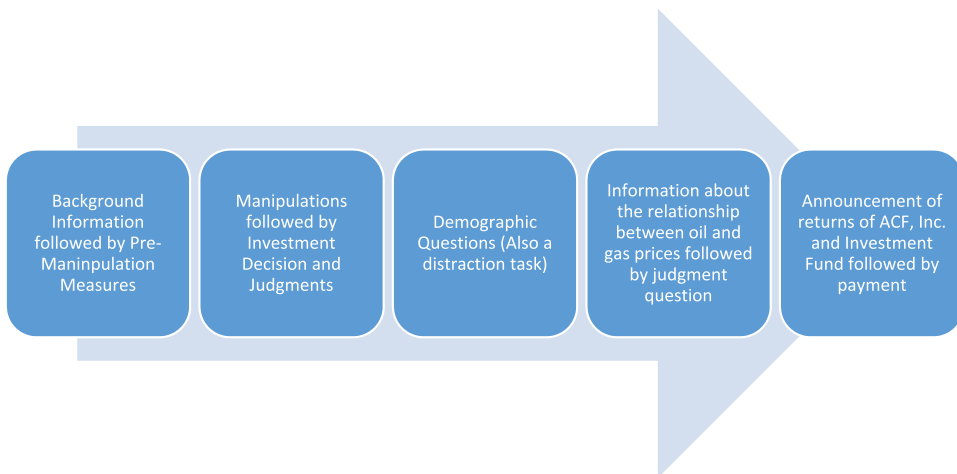 Background
Information
followed by Pre-
Maninpulation
Measures
Manipulations
followed by
Investment
Decision and
Judgments
Demographic
Questions (Also a
distraction task)
Information about
the relationship
between oil and
gas prices followed
by judgment
question
Announcement of
returns of ACF, Inc.
and Investment
Fund followed by
payment